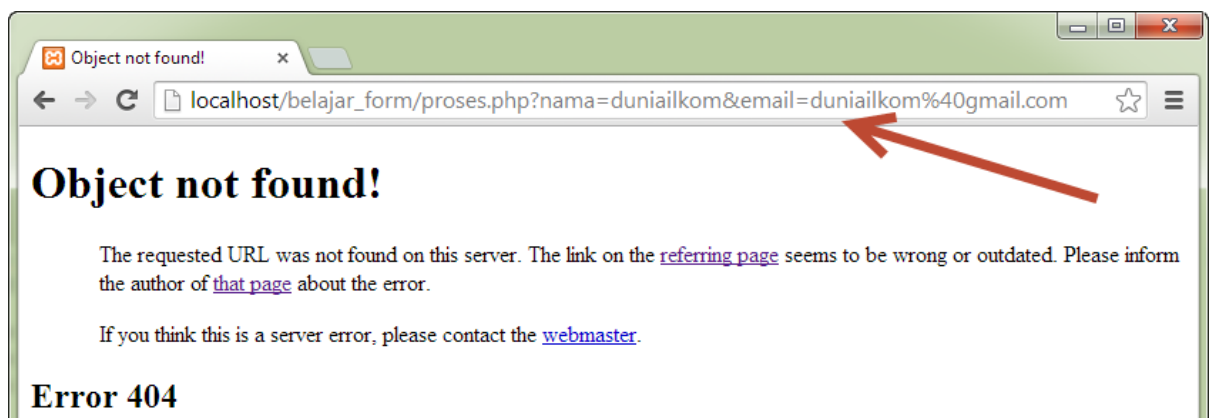 Object not found!
localhost/belajar_form/proses.php?nama=duniailkom&email=duniailkom%40gmail.com
Object not found!
The requested URL was not found on this server. The link on the referring page seems to be wrong or outdated. Please inform
the author of that page about the error.
If you think this is a server error, please contact the webmaster.
Error 404